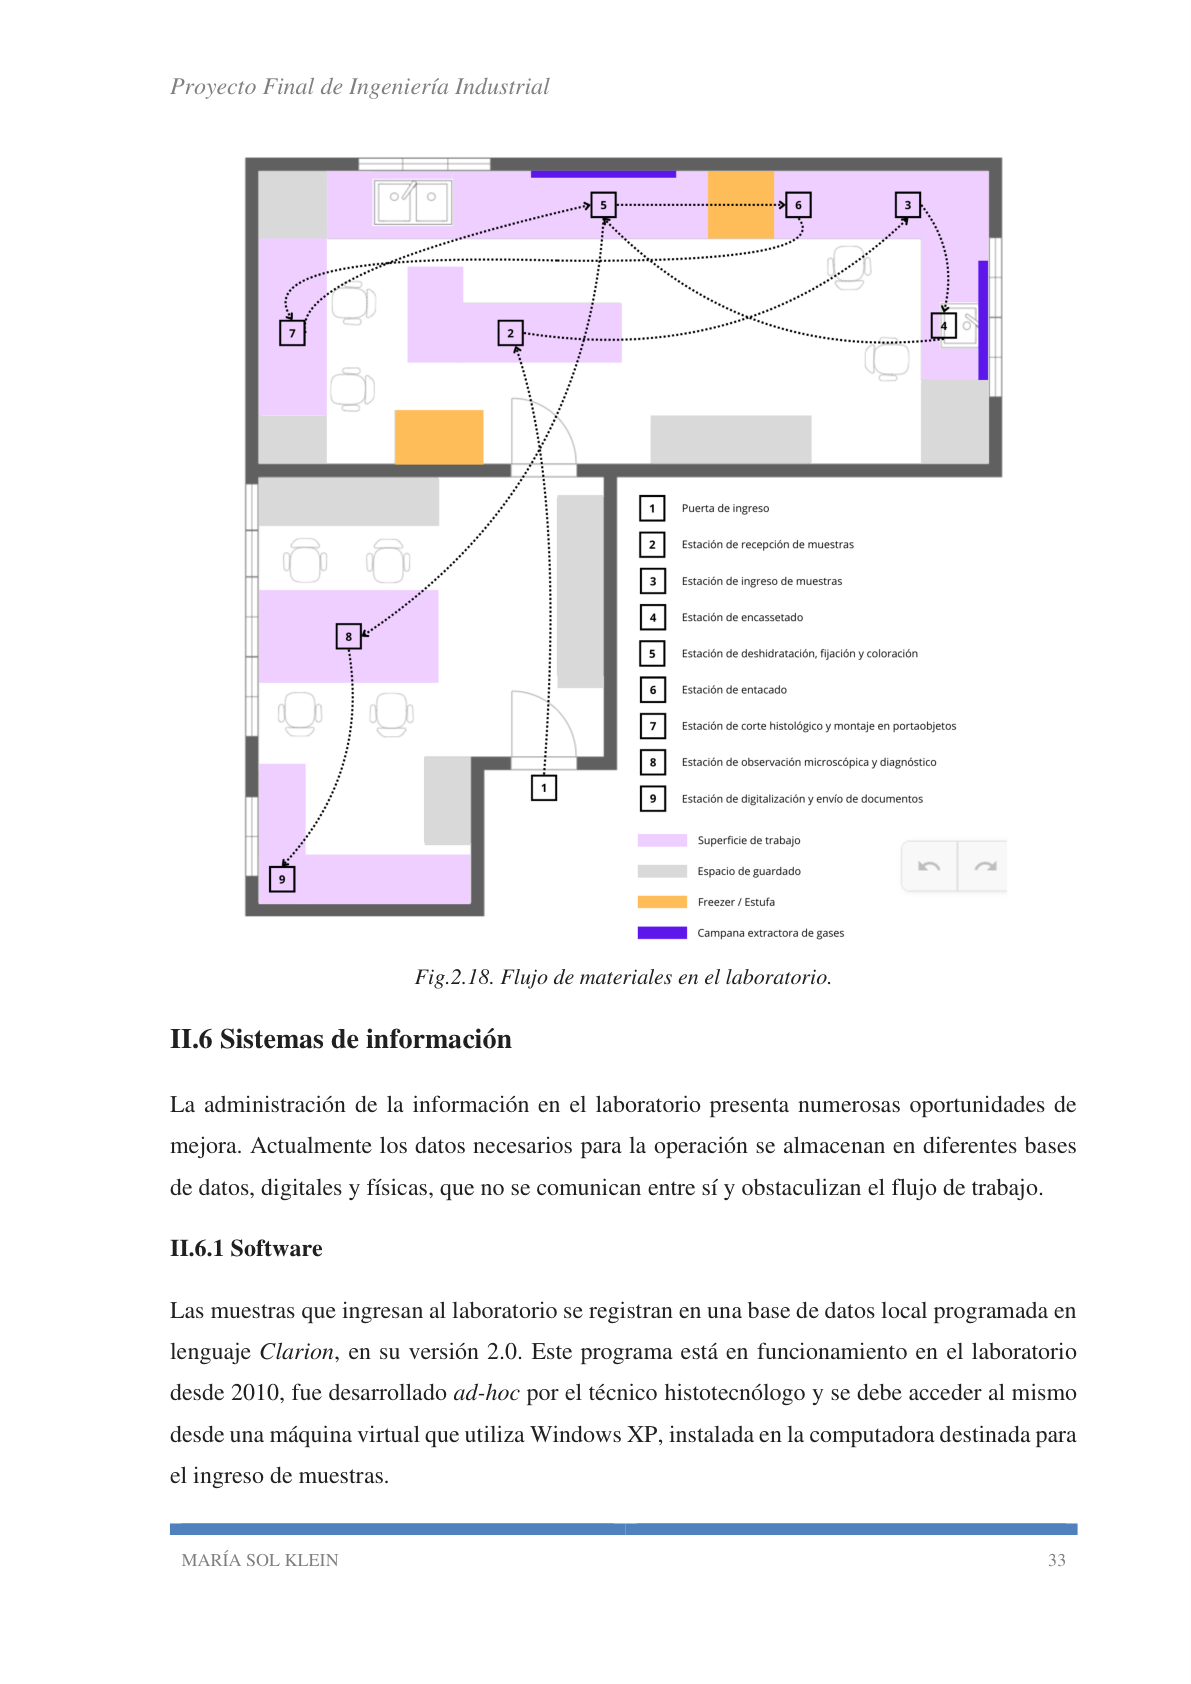 Proyecto Final de Ingeniería Industrial
5
6
3
7
2
4
8
1
9
1 Puerta de ingreso
2 Estación de recepción de muestras
3 Estación de ingreso de muestras
4 Estación de encassetado
5 Estación de deshidratación, fijación y coloración
6 Estación de entacado
7 Estación de corte histológico y montaje en portaobjetos
8 Estación de observación microscópica y diagnóstico
9 Estación de digitalización y envío de documentos
Superficie de trabajo
Espacio de guardado
Freezer / Estufa
Campana extractora de gases
Fig.2.18. Flujo de materiales en el laboratorio.
II.6 Sistemas de información
La administración de la información en el laboratorio presenta numerosas oportunidades de
mejora. Actualmente los datos necesarios para la operación se almacenan en diferentes bases
de datos, digitales y físicas, que no se comunican entre sí y obstaculizan el flujo de trabajo.
II.6.1 Software
Las muestras que ingresan al laboratorio se registran en una base de datos local programada en
lenguaje Clarion, en su versión 2.0. Este programa está en funcionamiento en el laboratorio
desde 2010, fue desarrollado ad-hoc por el técnico histotecnólogo y se debe acceder al mismo
desde una máquina virtual que utiliza Windows XP, instalada en la computadora destinada para
el ingreso de muestras.
MARÍA SOL KLEIN 33